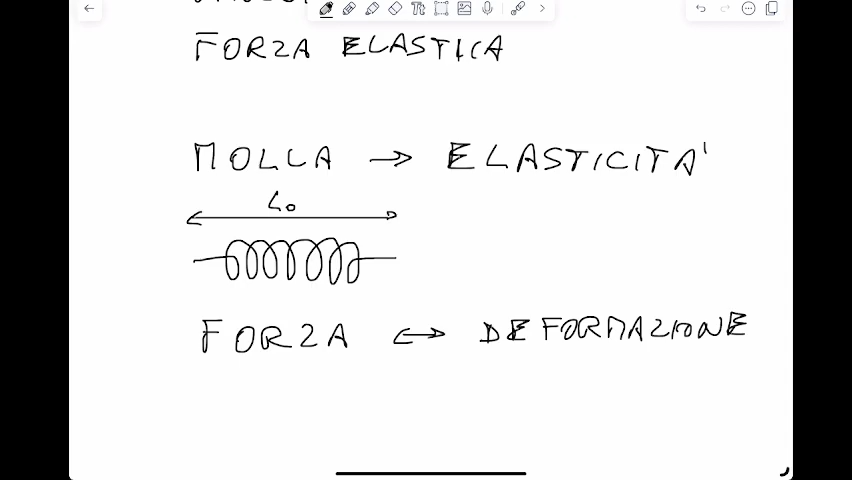 FORZA ELASTICA
MOLLA → ELASTICITA'
L₀
FORZA ↔ DEFORMAZIONE